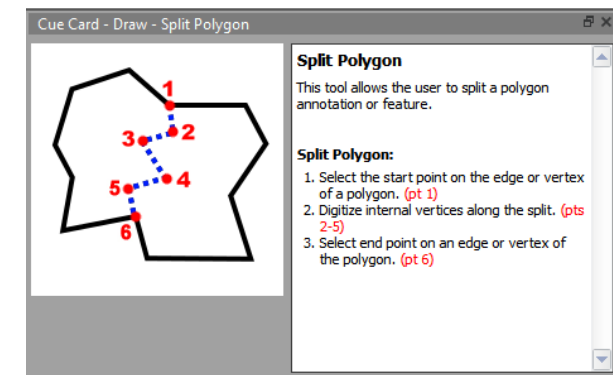 Cue Card - Draw - Split Polygon
1
2
3
4
5
6
Split Polygon
This tool allows the user to split a polygon
annotation or feature.
Split Polygon:
1. Select the start point on the edge or vertex
of a polygon. (pt 1)
2. Digitize internal vertices along the split. (pts
2-5)
3. Select end point on an edge or vertex of
the polygon. (pt 6)